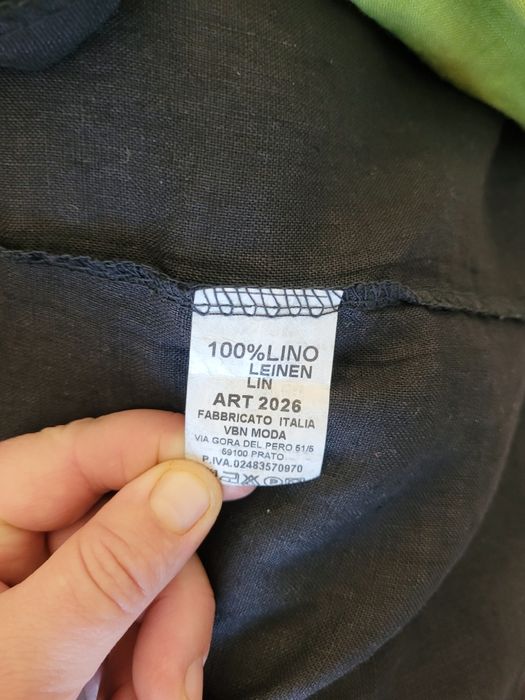 100%LINO
LEINEN
LIN
ART 2026
FABBRICATO ITALIA
VBN MODA
VIA GORA DEL PERO 51/5
59100 PRATO
P.IVA.02483570970